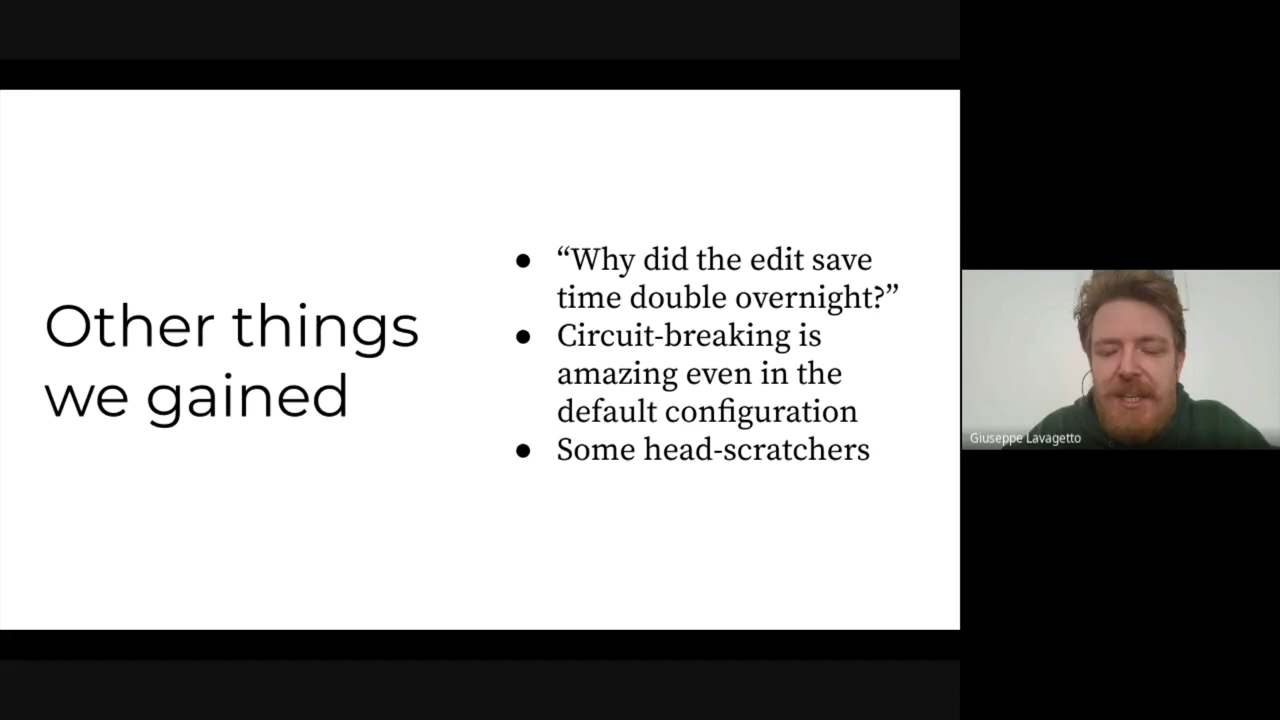 Other things
we gained
● “Why did the edit save
time double overnight?”
● Circuit-breaking is
amazing even in the
default configuration
● Some head-scratchers
Giuseppe Lavagetto